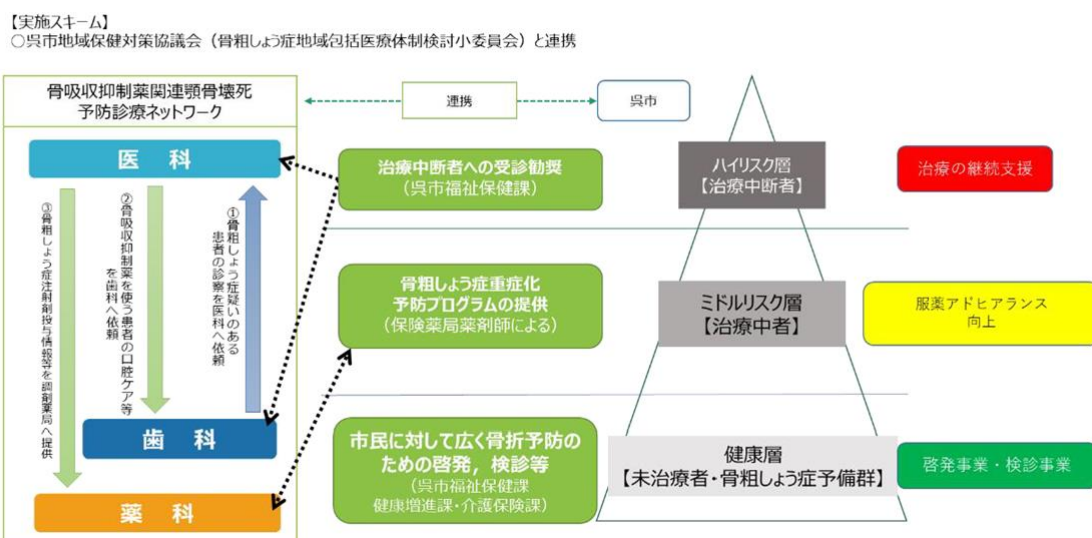 【実施スキーム】
○呉市地域保健対策協議会（骨粗しょう症地域包括医療体制検討小委員会）と連携
骨吸収抑制薬関連顎骨壊死
予防診療ネットワーク
連携
呉市
医 科
③骨粗しょう症注射剤投与情報等を調剤薬局へ提供
②骨吸収抑制薬を使う患者の口腔ケア等
を歯科へ依頼
①骨粗しょう症疑いのある
患者の診察を医科へ依頼
歯 科
薬 科
治療中断者への受診勧奨
（呉市福祉保健課）
ハイリスク層
【治療中断者】
治療の継続支援
骨粗しょう症重症化
予防プログラムの提供
（保険薬局薬剤師による）
ミドルリスク層
【治療中者】
服薬アドヒアランス
向上
市民に対して広く骨折予防の
ための啓発，検診等
（呉市福祉保健課
健康増進課・介護保険課）
健康層
【未治療者・骨粗しょう症予備群】
啓発事業・検診事業